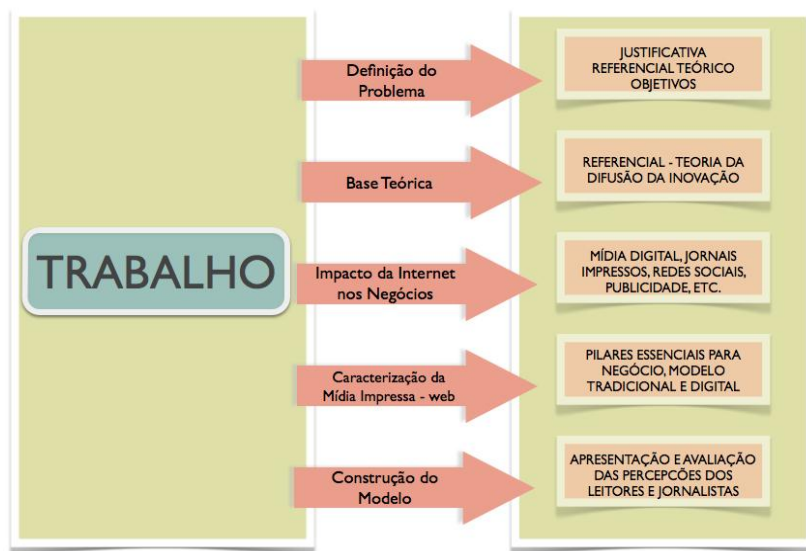 TRABALHO
Definição do
Problema
JUSTIFICATIVA
REFERENCIAL TEÓRICO
OBJETIVOS
Base Teórica
REFERENCIAL - TEORIA DA
DIFUSÃO DA INOVAÇÃO
Impacto da Internet
nos Negócios
MÍDIA DIGITAL, JORNAIS
IMPRESSOS, REDES SOCIAIS,
PUBLICIDADE, ETC.
Caracterização da
Mídia Impressa - web
PILARES ESSENCIAIS PARA
NEGÓCIO, MODELO
TRADICIONAL E DIGITAL
Construção do
Modelo
APRESENTAÇÃO E AVALIAÇÃO
DAS PERCEPÇÕES DOS
LEITORES E JORNALISTAS